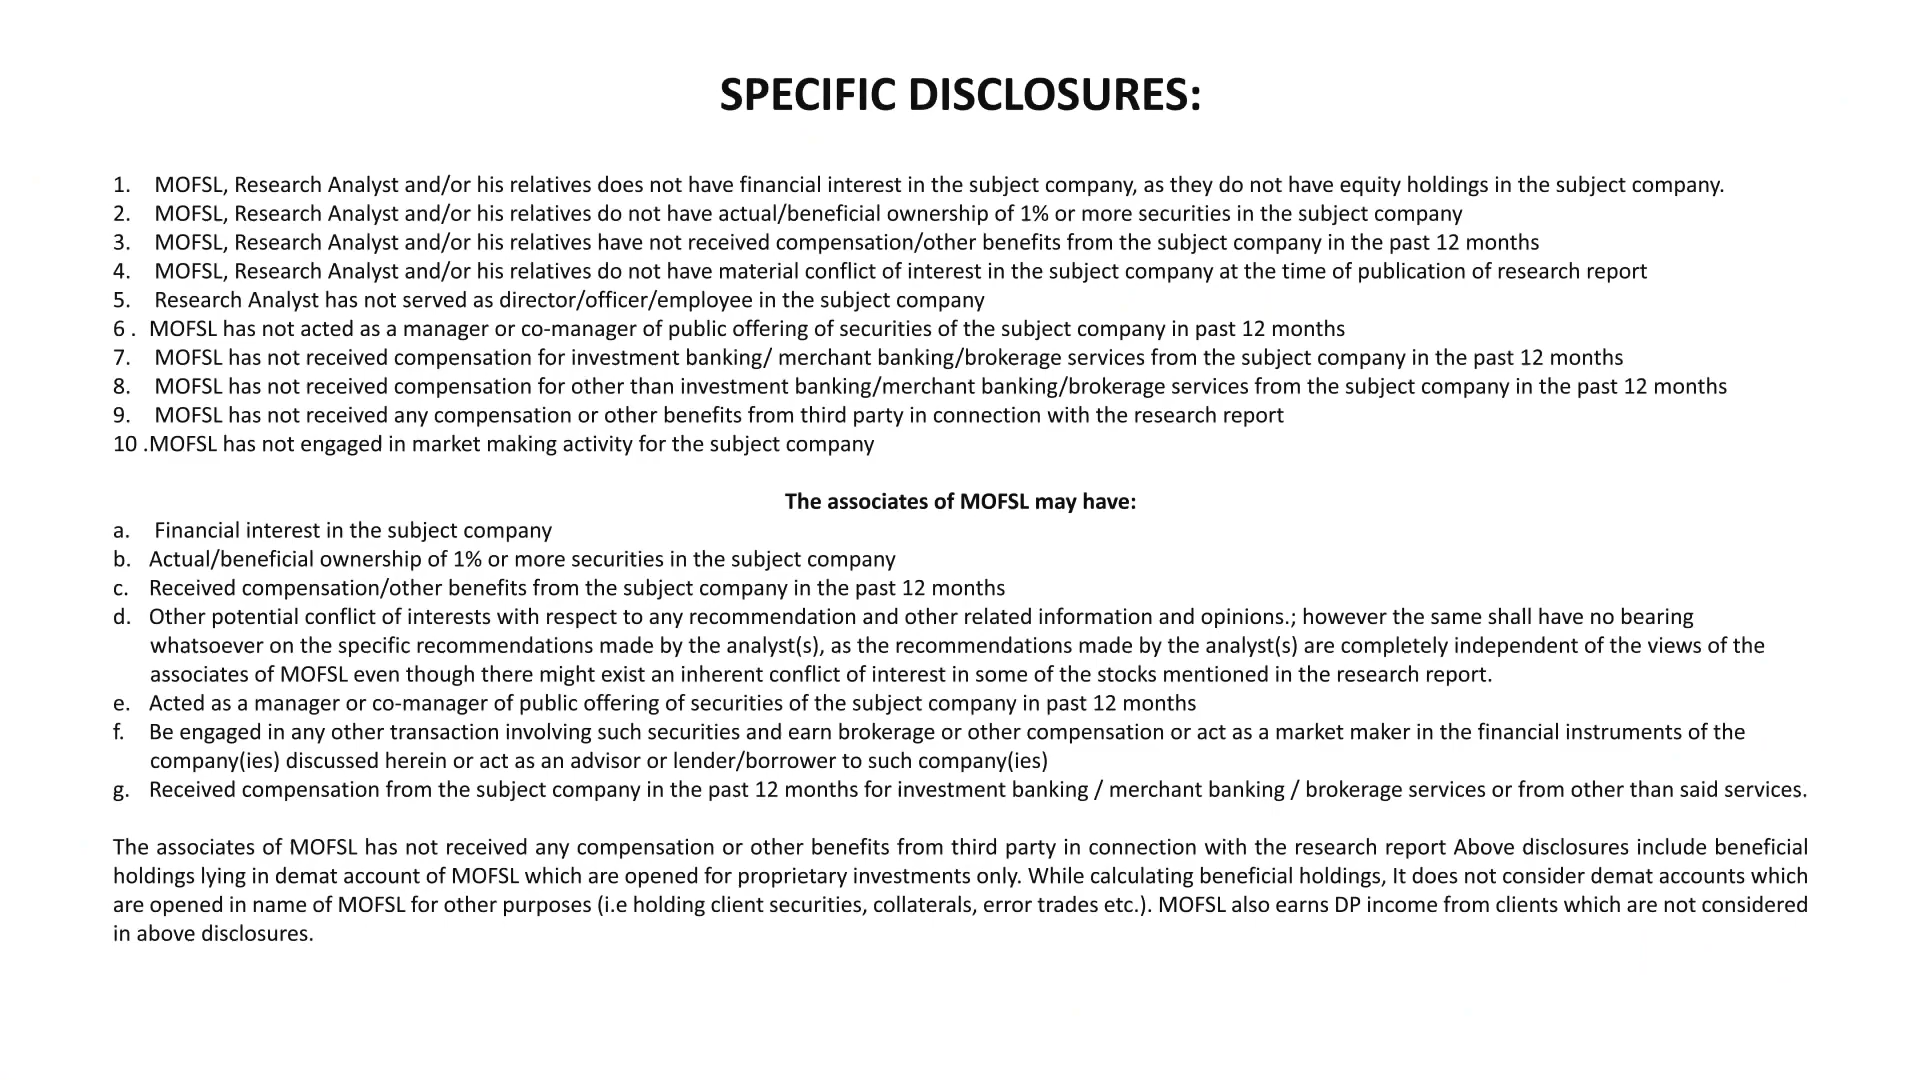 SPECIFIC DISCLOSURES:
1. MOFSL, Research Analyst and/or his relatives does not have financial interest in the subject company, as they do not have equity holdings in the subject company.
2. MOFSL, Research Analyst and/or his relatives do not have actual/beneficial ownership of 1% or more securities in the subject company
3. MOFSL, Research Analyst and/or his relatives have not received compensation/other benefits from the subject company in the past 12 months
4. MOFSL, Research Analyst and/or his relatives do not have material conflict of interest in the subject company at the time of publication of research report
5. Research Analyst has not served as director/officer/employee in the subject company
6 . MOFSL has not acted as a manager or co-manager of public offering of securities of the subject company in past 12 months
7. MOFSL has not received compensation for investment banking/ merchant banking/brokerage services from the subject company in the past 12 months
8. MOFSL has not received compensation for other than investment banking/merchant banking/brokerage services from the subject company in the past 12 months
9. MOFSL has not received any compensation or other benefits from third party in connection with the research report
10 .MOFSL has not engaged in market making activity for the subject company
The associates of MOFSL may have:
a. Financial interest in the subject company
b. Actual/beneficial ownership of 1% or more securities in the subject company
c. Received compensation/other benefits from the subject company in the past 12 months
d. Other potential conflict of interests with respect to any recommendation and other related information and opinions.; however the same shall have no bearing
whatsoever on the specific recommendations made by the analyst(s), as the recommendations made by the analyst(s) are completely independent of the views of the
associates of MOFSL even though there might exist an inherent conflict of interest in some of the stocks mentioned in the research report.
e. Acted as a manager or co-manager of public offering of securities of the subject company in past 12 months
f. Be engaged in any other transaction involving such securities and earn brokerage or other compensation or act as a market maker in the financial instruments of the
company(ies) discussed herein or act as an advisor or lender/borrower to such company(ies)
g. Received compensation from the subject company in the past 12 months for investment banking / merchant banking / brokerage services or from other than said services.
The associates of MOFSL has not received any compensation or other benefits from third party in connection with the research report Above disclosures include beneficial
holdings lying in demat account of MOFSL which are opened for proprietary investments only. While calculating beneficial holdings, It does not consider demat accounts which
are opened in name of MOFSL for other purposes (i.e holding client securities, collaterals, error trades etc.). MOFSL also earns DP income from clients which are not considered
in above disclosures.